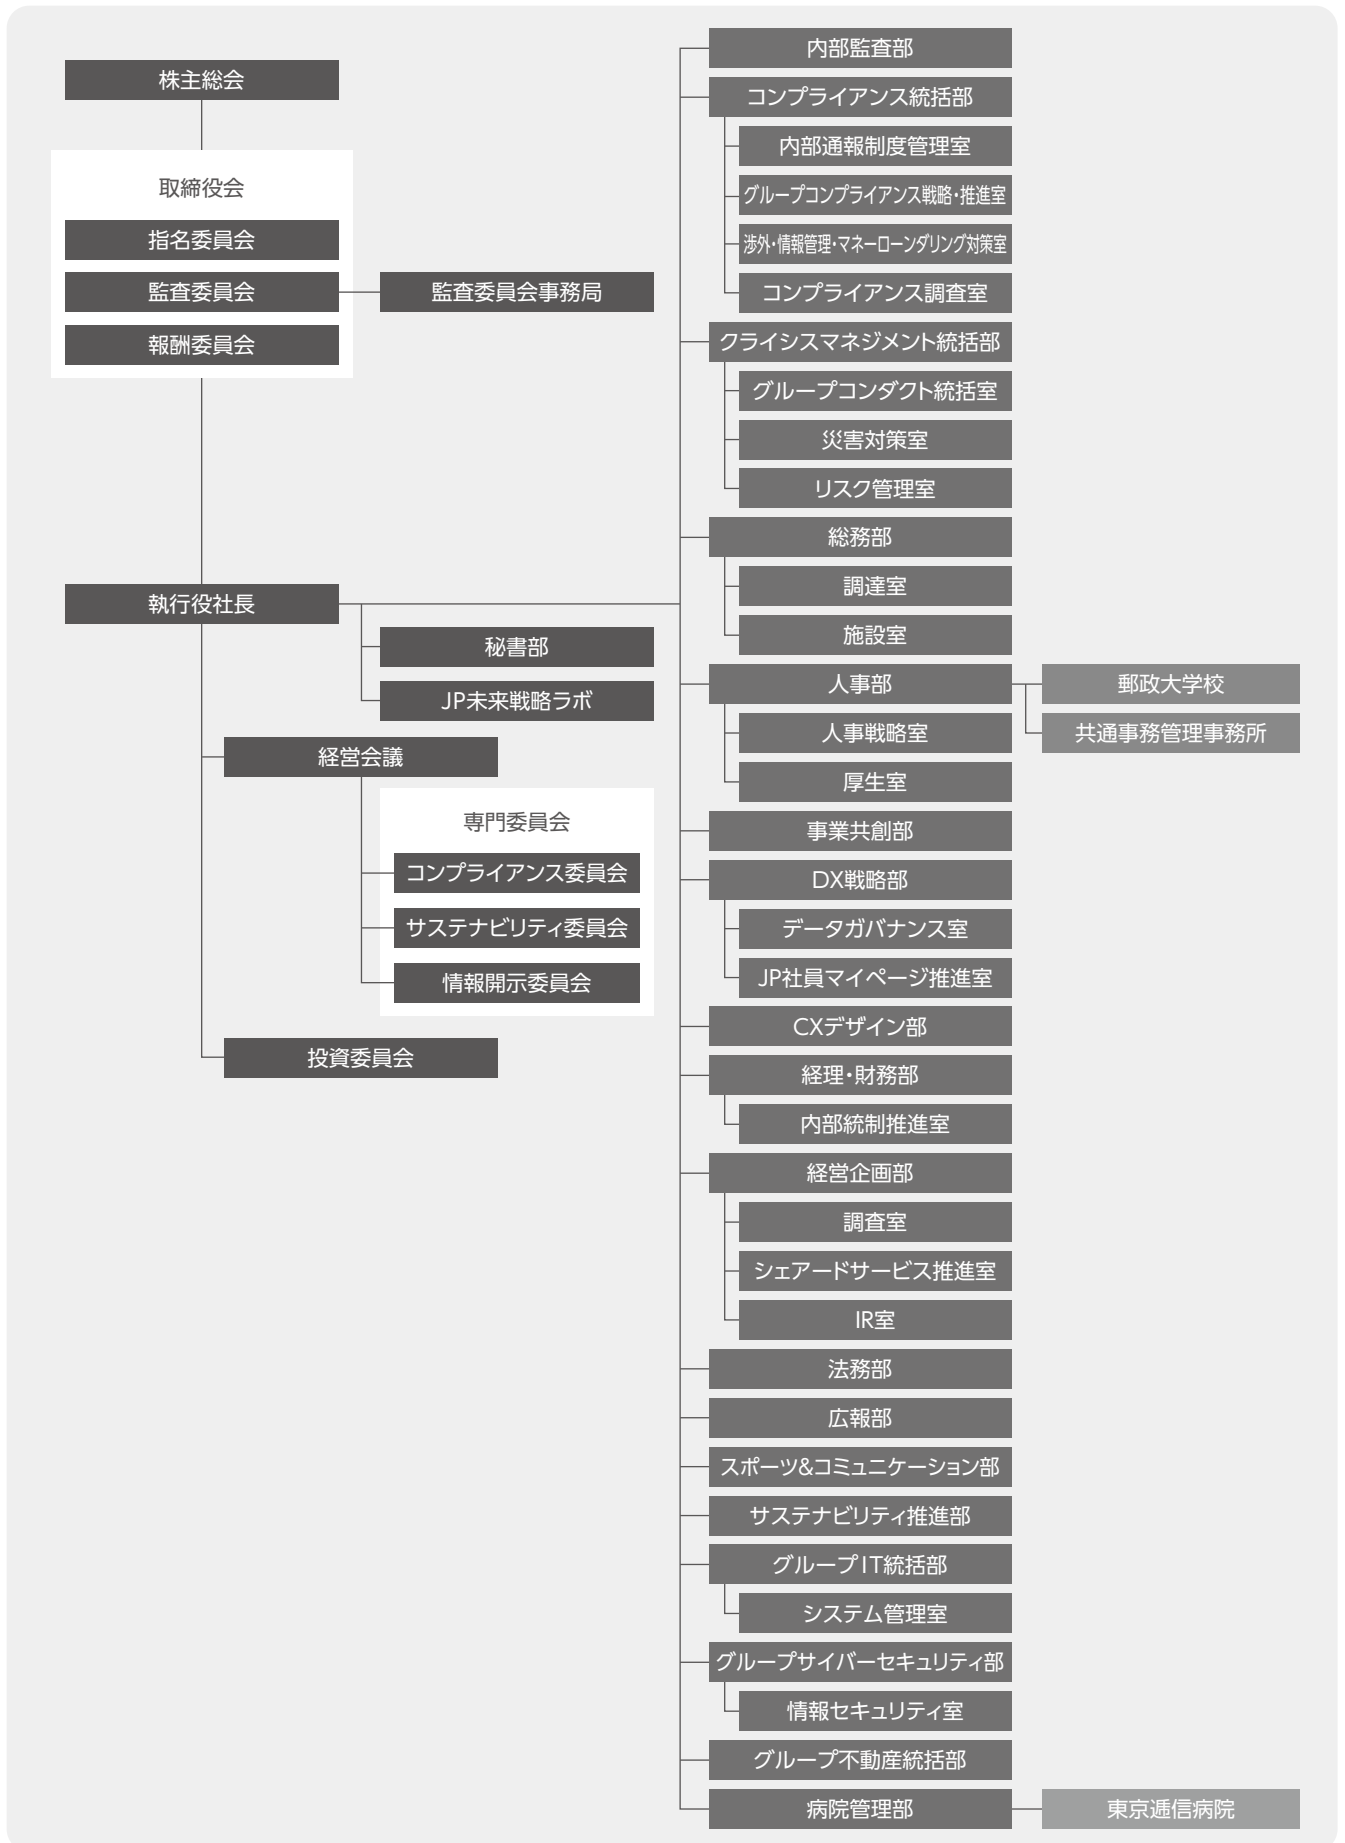 株主総会
取締役会
指名委員会
監査委員会
監査委員会事務局
報酬委員会
執行役社長
秘書部
JP未来戦略ラボ
経営会議
専門委員会
コンプライアンス委員会
サステナビリティ委員会
情報開示委員会
投資委員会
内部監査部
コンプライアンス統括部
内部通報制度管理室
グループコンプライアンス戦略・推進室
渉外・情報管理・マネーローンダリング対策室
コンプライアンス調査室
クライシスマネジメント統括部
グループコンダクト統括室
災害対策室
リスク管理室
総務部
調達室
施設室
人事部
郵政大学校
人事戦略室
共通事務管理事務所
厚生室
事業共創部
DX戦略部
データガバナンス室
JP社員マイページ推進室
CXデザイン部
経理・財務部
内部統制推進室
経営企画部
調査室
シェアードサービス推進室
IR室
法務部
広報部
スポーツ&コミュニケーション部
サステナビリティ推進部
グループIT統括部
システム管理室
グループサイバーセキュリティ部
情報セキュリティ室
グループ不動産統括部
病院管理部
東京逓信病院